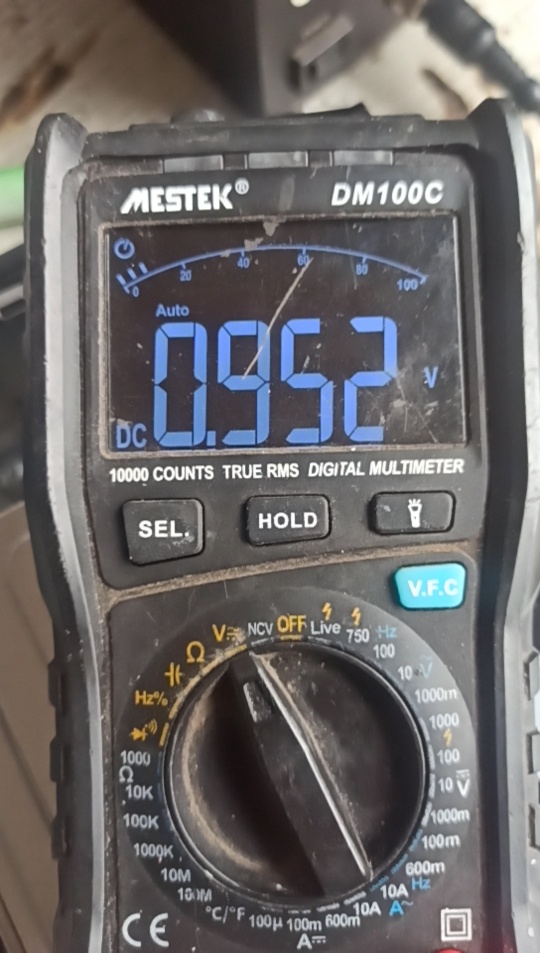 MESTEK® DM100C
0 20 40 60 80 100
Auto
DC 0.952 V
10000 COUNTS TRUE RMS DIGITAL MULTIMETER
SEL. HOLD
V.F.C
Hz%
Ω
V
NCV
OFF
Live
750 Hz
100
10 V
1000m
1000
100
10 V
1000m
100m
600m
Hz
10A A
10A
600m
100m
100µ
A
°C/°F
100M
10M
1000K
100K
10K
Ω
1000
CE